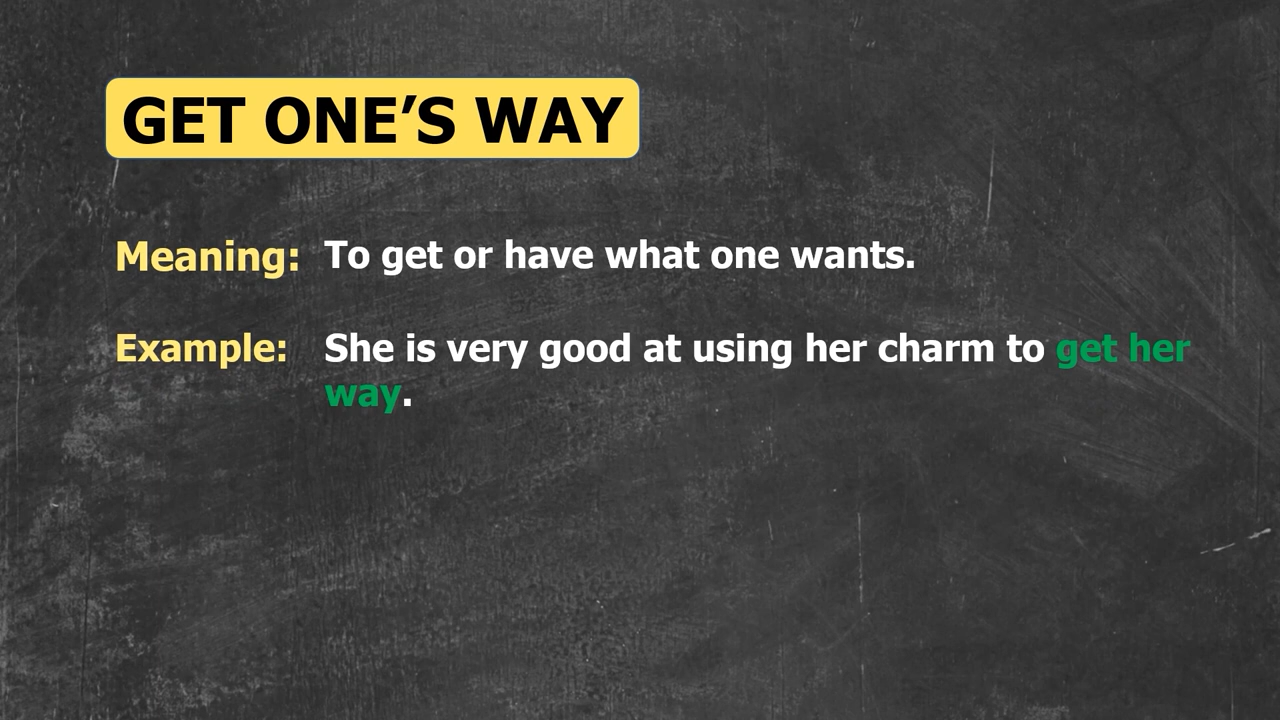 GET ONE’S WAY
Meaning: To get or have what one wants.
Example: She is very good at using her charm to get her
way.